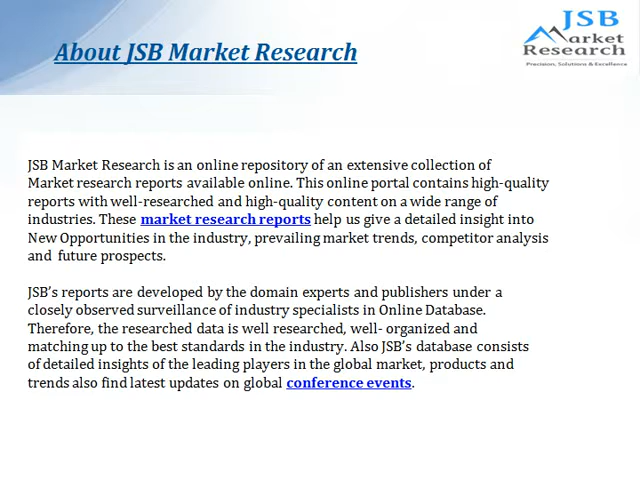 About JSB Market Research
JSB
Market
Research
Precision, Solutions & Excellence
JSB Market Research is an online repository of an extensive collection of
Market research reports available online. This online portal contains high-quality
reports with well-researched and high-quality content on a wide range of
industries. These market research reports help us give a detailed insight into
New Opportunities in the industry, prevailing market trends, competitor analysis
and future prospects.
JSB’s reports are developed by the domain experts and publishers under a
closely observed surveillance of industry specialists in Online Database.
Therefore, the researched data is well researched, well- organized and
matching up to the best standards in the industry. Also JSB’s database consists
of detailed insights of the leading players in the global market, products and
trends also find latest updates on global conference events.